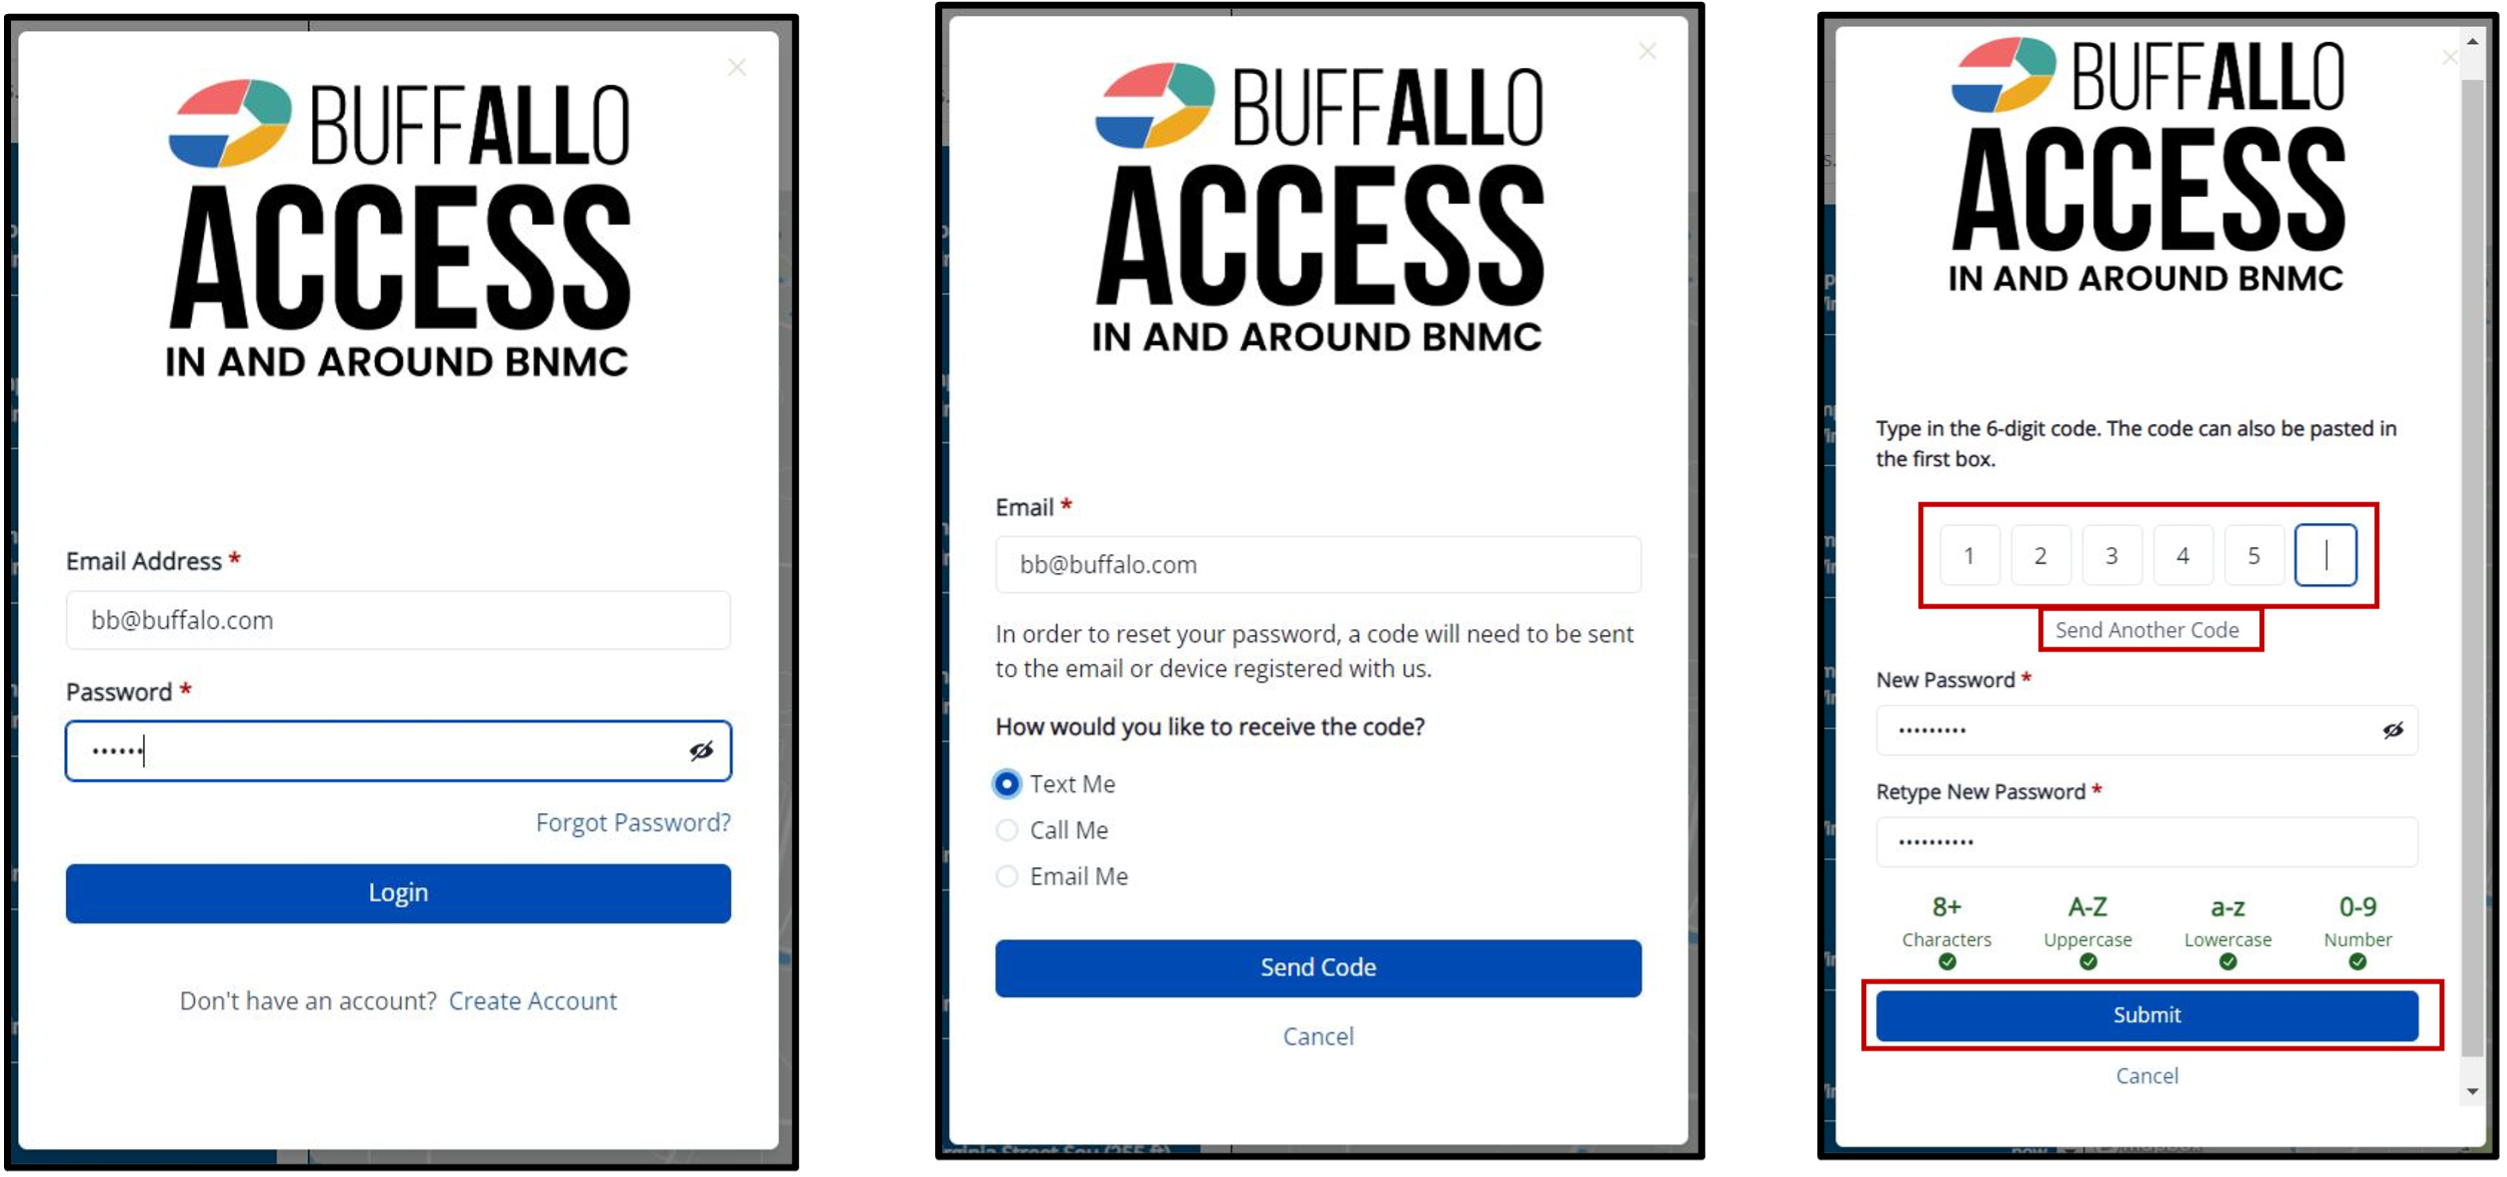 BUFFALLO
ACCESS
IN AND AROUND BNMC
Email Address *
bb@buffalo.com
Password *
••••••
Forgot Password?
Login
Don't have an account? Create Account
BUFFALLO
ACCESS
IN AND AROUND BNMC
Email *
bb@buffalo.com
In order to reset your password, a code will need to be sent
to the email or device registered with us.
How would you like to receive the code?
Text Me
Call Me
Email Me
Send Code
Cancel
BUFFALLO
ACCESS
IN AND AROUND BNMC
Type in the 6-digit code. The code can also be pasted in
the first box.
1 2 3 4 5
Send Another Code
New Password *
•••••••••
Retype New Password *
••••••••••
8+ A-Z a-z 0-9
Characters Uppercase Lowercase Number
Submit
Cancel